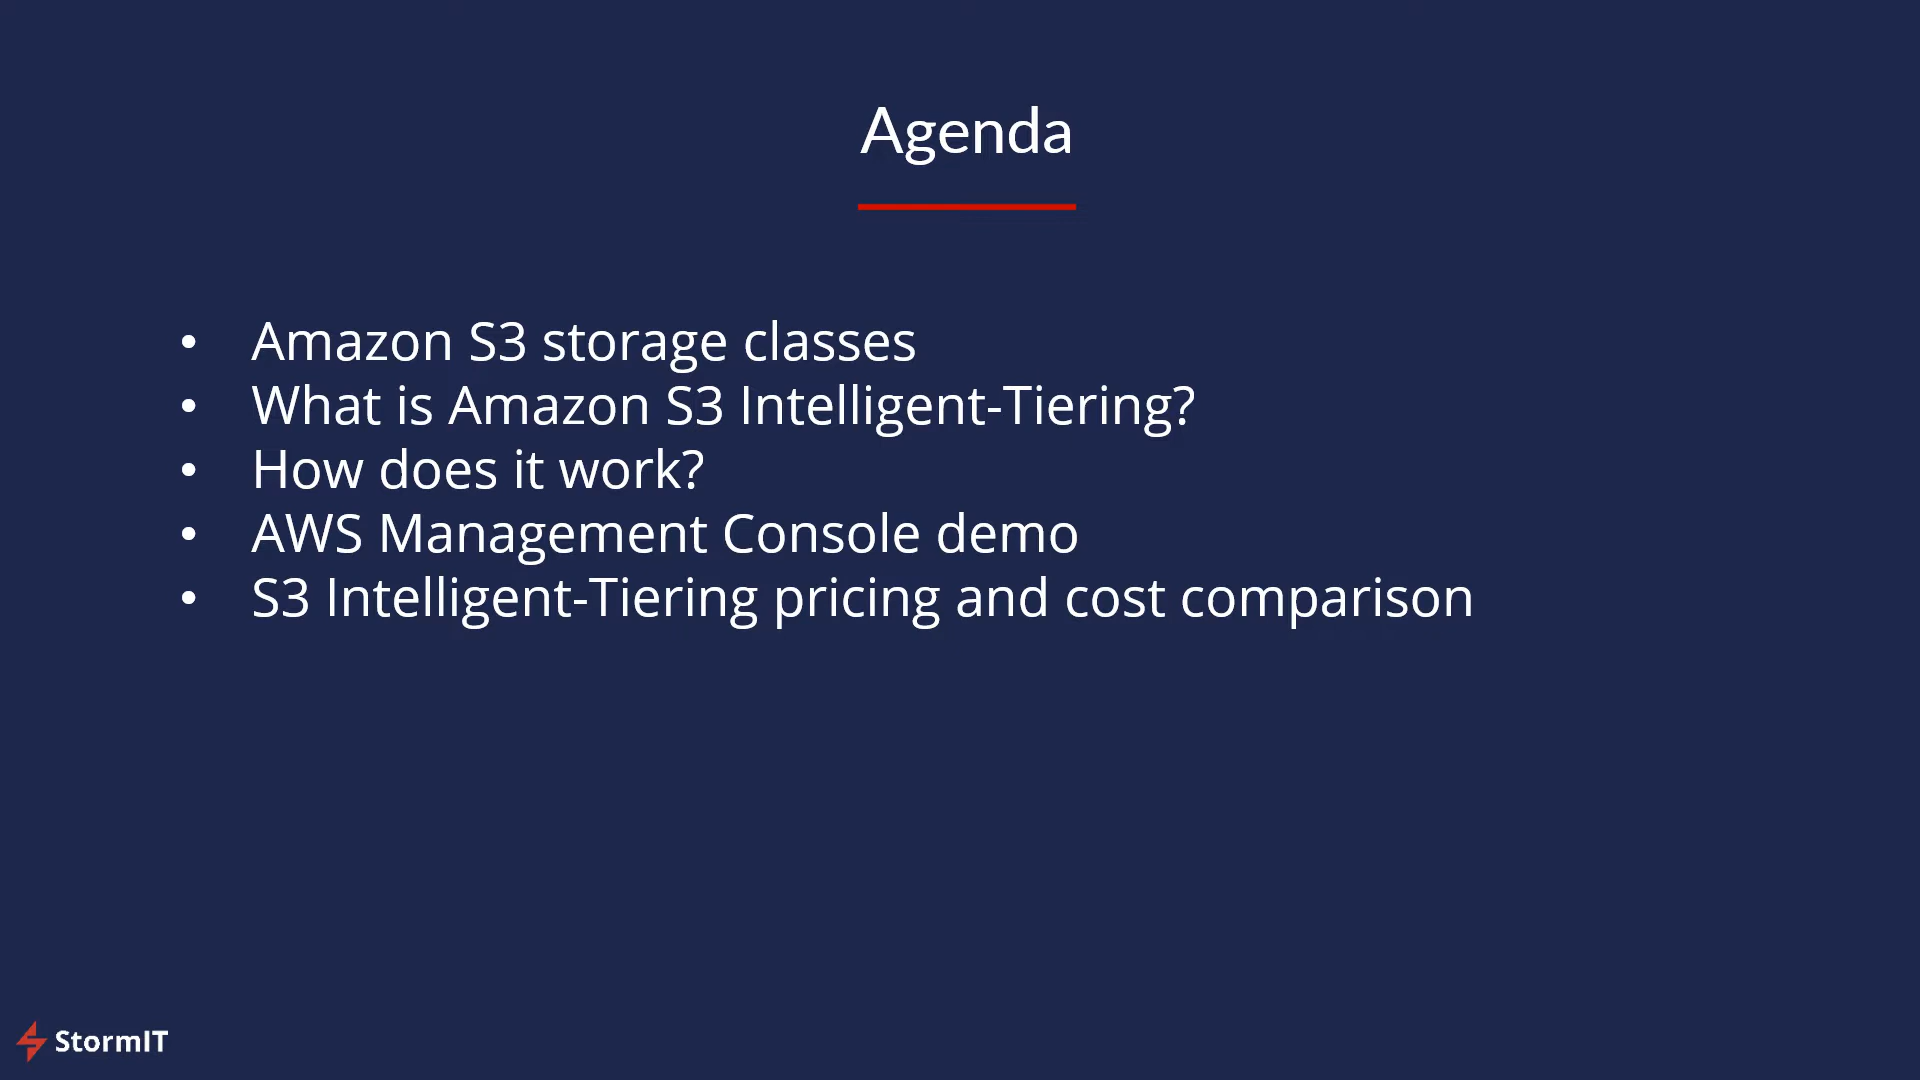 Agenda
• Amazon S3 storage classes
• What is Amazon S3 Intelligent-Tiering?
• How does it work?
• AWS Management Console demo
• S3 Intelligent-Tiering pricing and cost comparison
StormIT